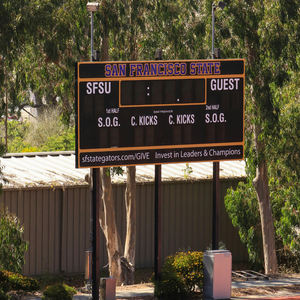 SAN FRANCISCO STATE
SFSU : GUEST
1st HALF 2nd HALF
S.O.G. C. KICKS C. KICKS S.O.G.
sfstategators.com/GIVE Invest in Leaders & Champions